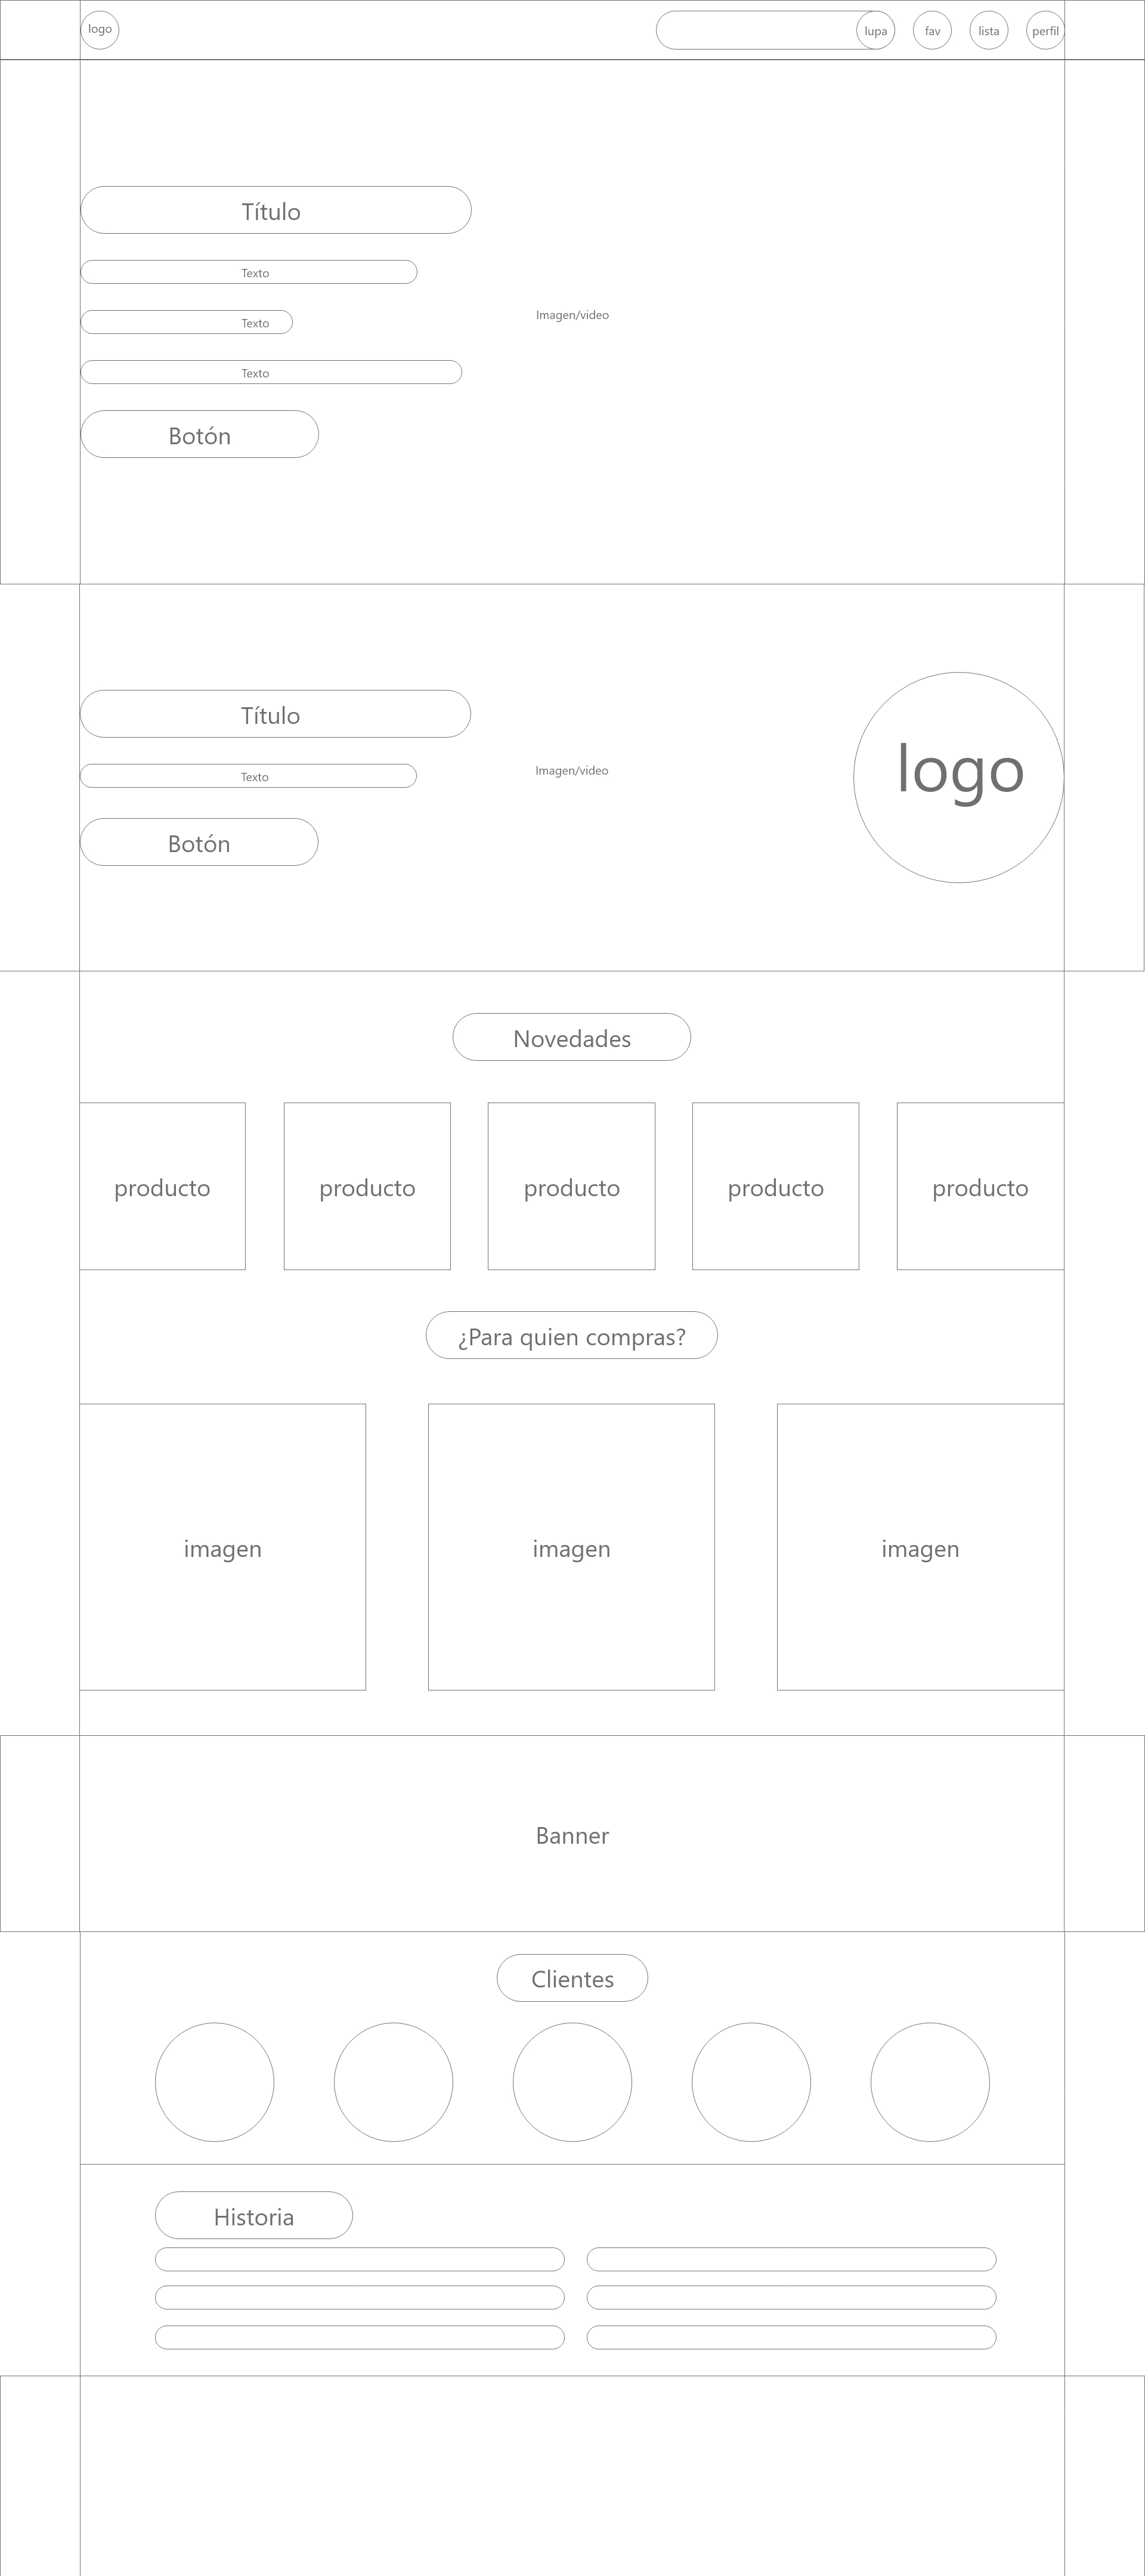 logo
lupa
fav
lista
perfil
Título
Texto
Imagen/video
Texto
Texto
Botón
Título
Texto
Imagen/video
logo
Botón
Novedades
producto
producto
producto
producto
producto
¿Para quien compras?
imagen
imagen
imagen
Banner
Clientes
Historia